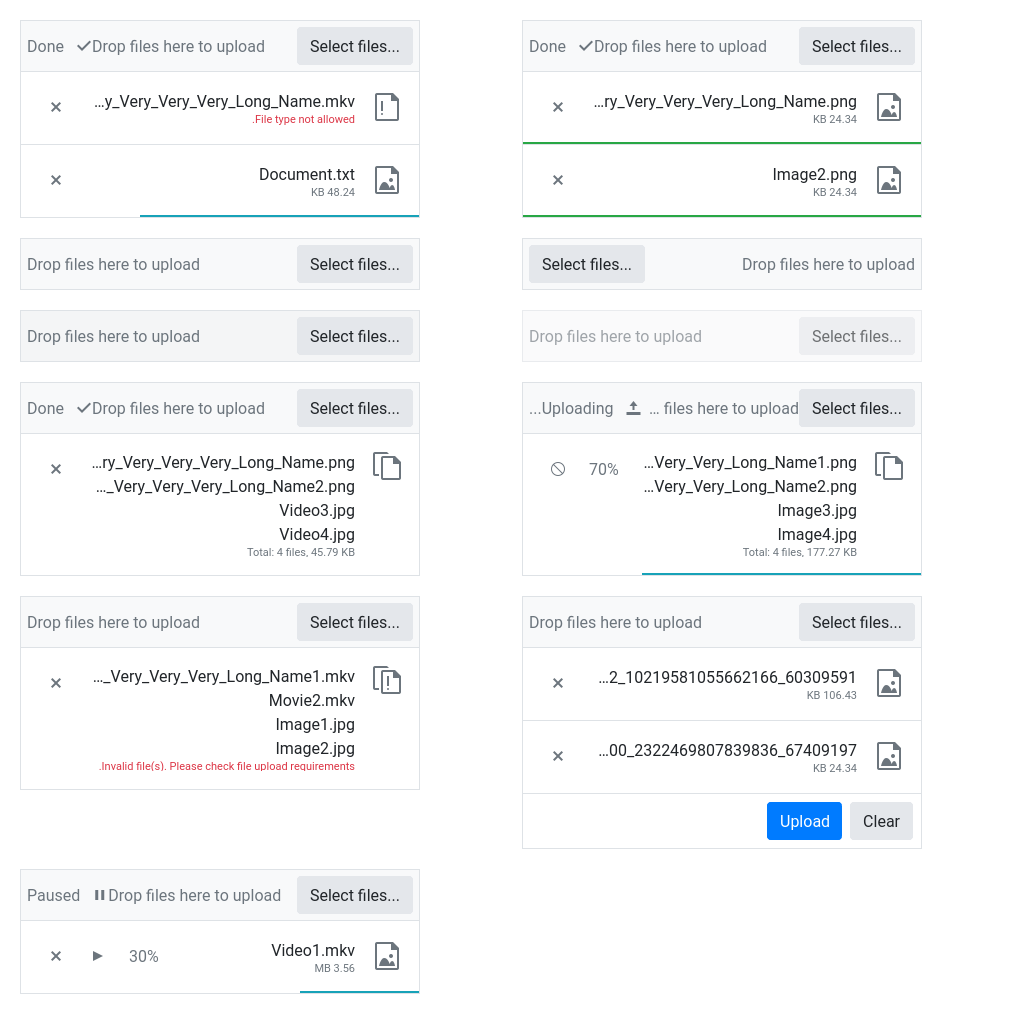 Done Drop files here to upload Select files...
...y_Very_Very_Very_Long_Name.mkv
.File type not allowed
Document.txt
KB 48.24
Done Drop files here to upload Select files...
...ry_Very_Very_Very_Long_Name.png
KB 24.34
Image2.png
KB 24.34
Drop files here to upload Select files...
Select files... Drop files here to upload
Drop files here to upload Select files...
Drop files here to upload Select files...
Done Drop files here to upload Select files...
...ry_Very_Very_Very_Long_Name.png
..._Very_Very_Very_Long_Name2.png
Video3.jpg
Video4.jpg
Total: 4 files, 45.79 KB
...Uploading ... files here to upload Select files...
70% ...Very_Very_Long_Name1.png
...Very_Very_Long_Name2.png
Image3.jpg
Image4.jpg
Total: 4 files, 177.27 KB
Drop files here to upload Select files...
..._Very_Very_Very_Long_Name1.mkv
Movie2.mkv
Image1.jpg
Image2.jpg
.Invalid file(s). Please check file upload requirements
Drop files here to upload Select files...
...2_10219581055662166_60309591
KB 106.43
...00_2322469807839836_67409197
KB 24.34
Upload Clear
Paused Drop files here to upload Select files...
30% Video1.mkv
MB 3.56